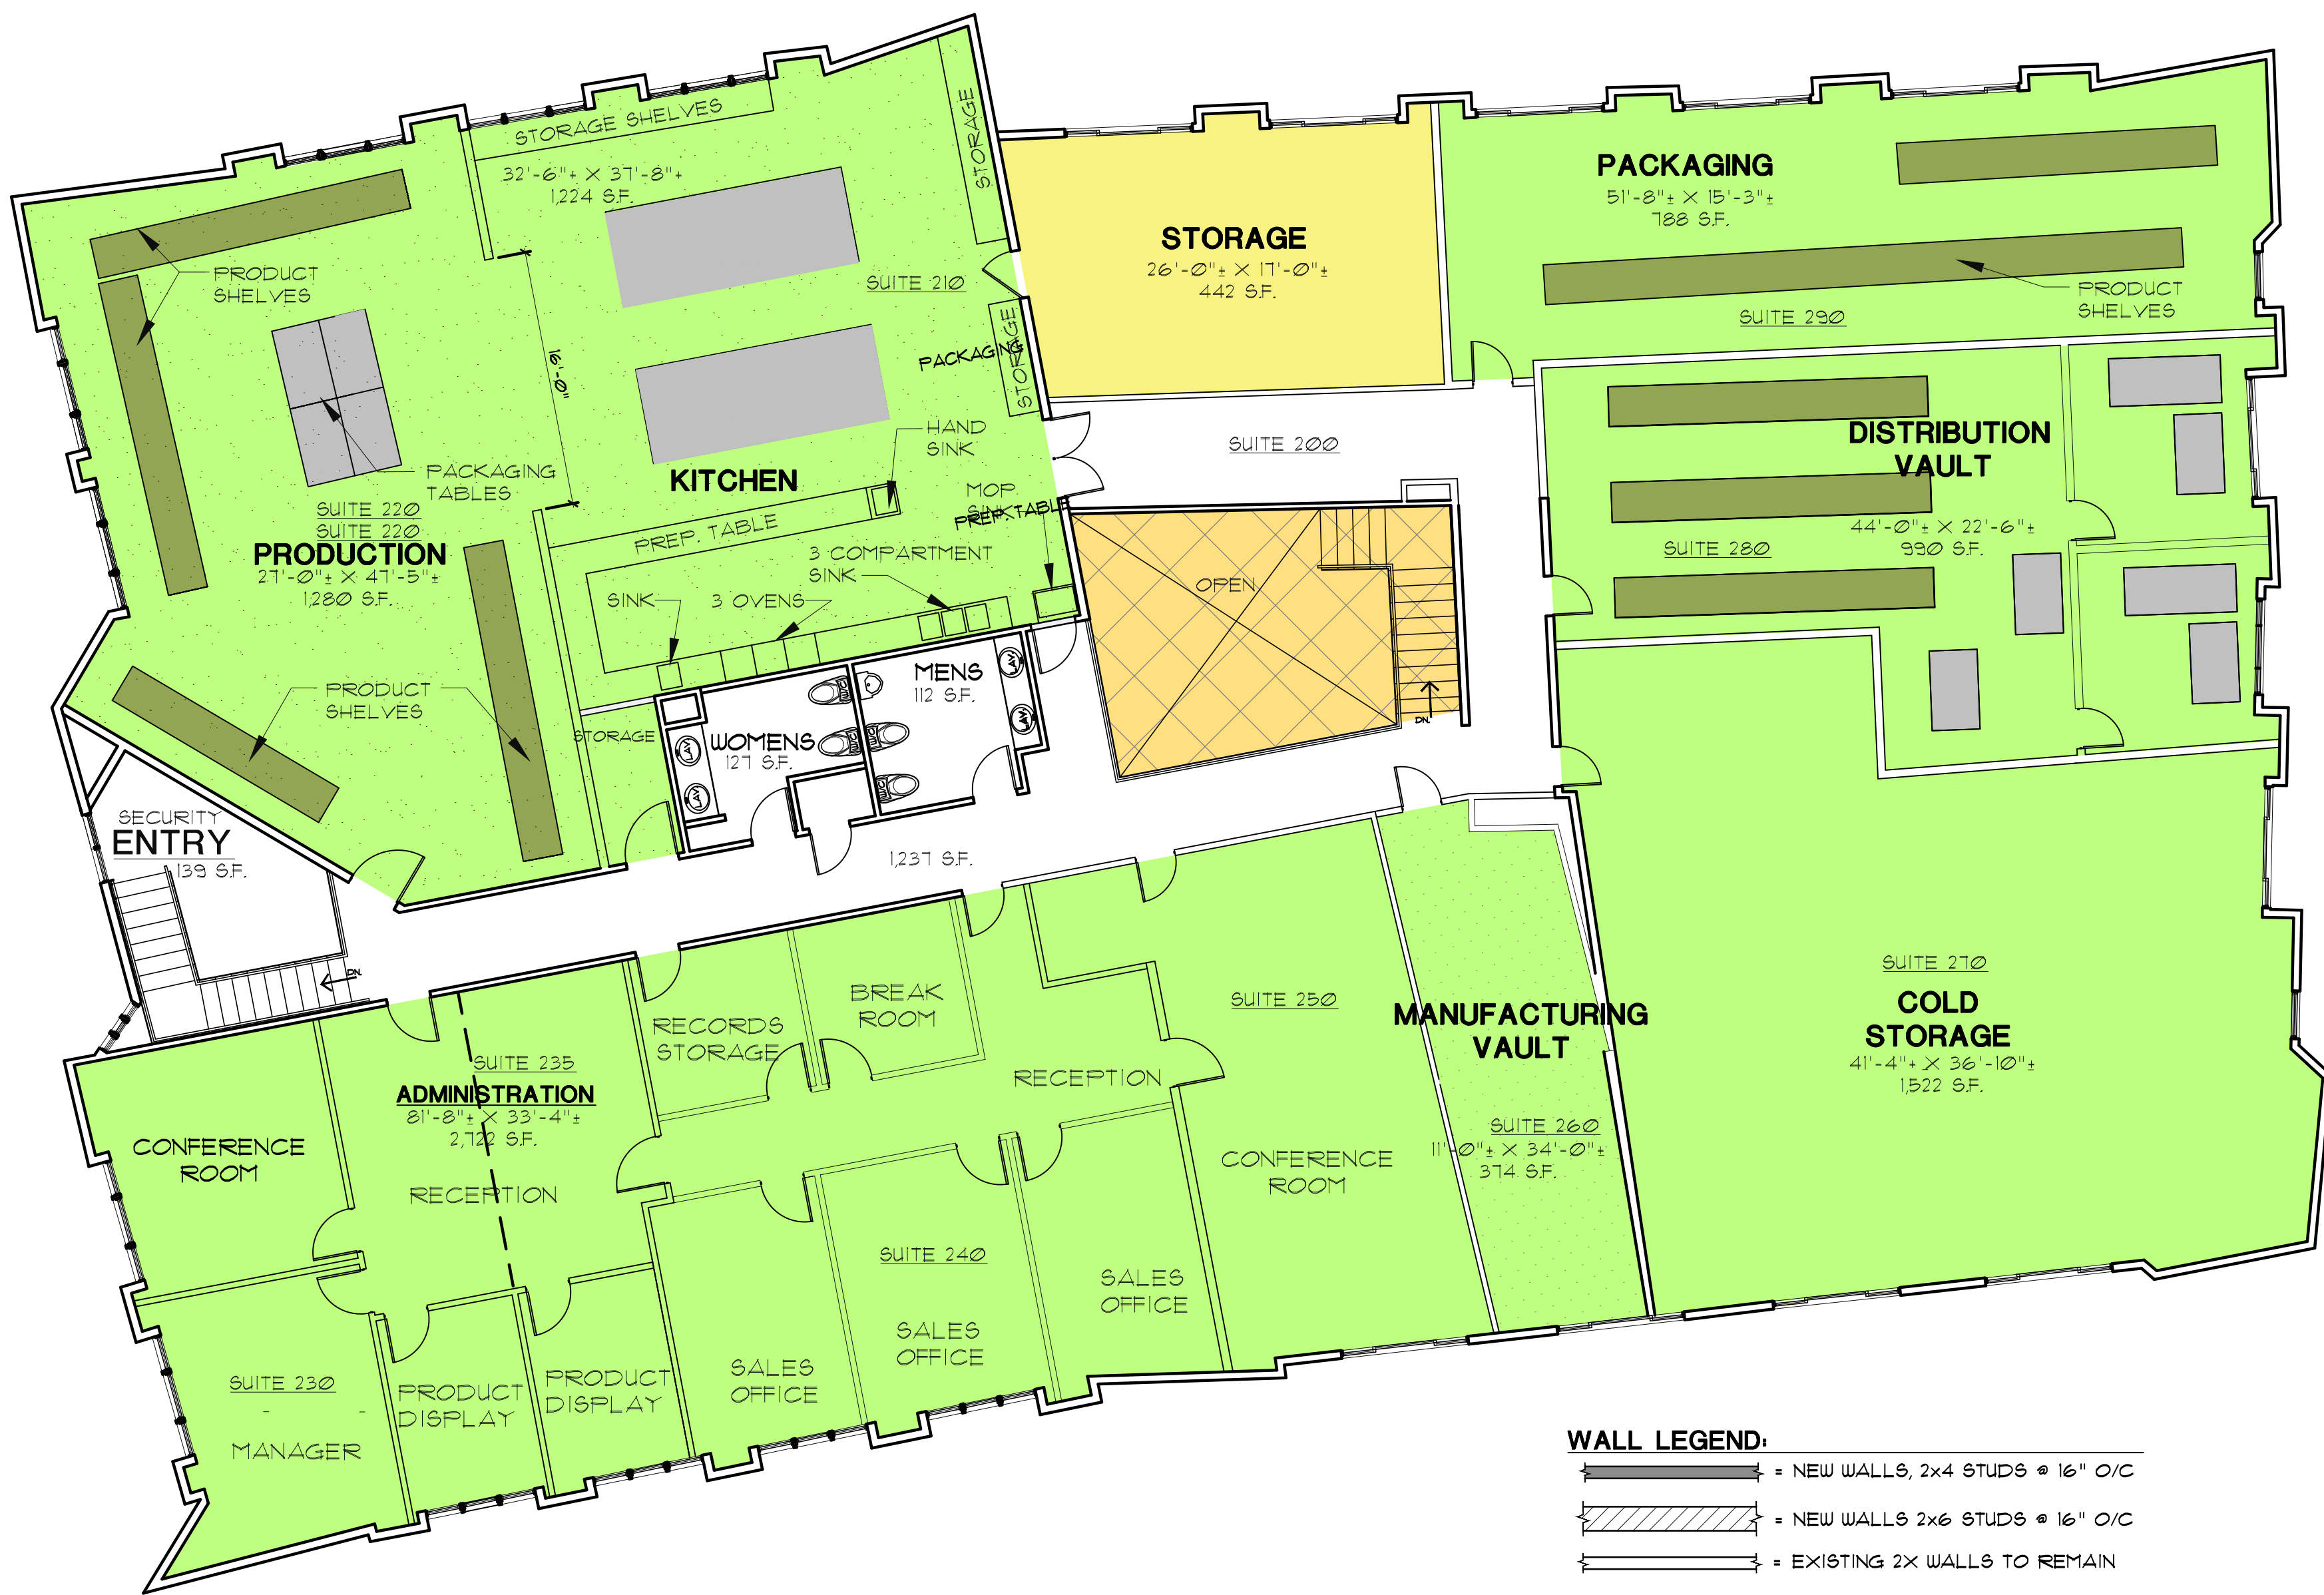 STORAGE SHELVES
32'-6"± X 37'-8"±
1,224 S.F.
STORAGE
SUITE 210
STORAGE
PACKAGING
KITCHEN
HAND
SINK
MOP
SINK
PREP. TABLE
PREP. TABLE
3 COMPARTMENT
SINK
SINK
3 OVENS
16'-0"
PRODUCT
SHELVES
PACKAGING
TABLES
SUITE 220
SUITE 220
PRODUCTION
27'-0"± X 47'-5"±
1,280 S.F.
PRODUCT
SHELVES
STORAGE
STORAGE
26'-0"± X 17'-0"±
442 S.F.
PACKAGING
51'-8"± X 15'-3"±
788 S.F.
SUITE 290
PRODUCT
SHELVES
SUITE 200
DISTRIBUTION
VAULT
44'-0"± X 22'-6"±
990 S.F.
SUITE 280
OPEN
DN.
MENS
112 S.F.
LAV
LAV
WC
WC
WC
WC
WOMENS
127 S.F.
LAV
LAV
SECURITY
ENTRY
139 S.F.
DN.
1,237 S.F.
SUITE 270
COLD
STORAGE
41'-4"± X 36'-10"±
1,522 S.F.
MANUFACTURING
VAULT
SUITE 260
11'-0"± X 34'-0"±
374 S.F.
SUITE 250
CONFERENCE
ROOM
RECORDS
STORAGE
BREAK
ROOM
RECEPTION
SUITE 235
ADMINISTRATION
81'-8"± X 33'-4"±
2,722 S.F.
RECEPTION
CONFERENCE
ROOM
SUITE 240
SALES
OFFICE
SALES
OFFICE
SALES
OFFICE
SUITE 230
MANAGER
PRODUCT
DISPLAY
PRODUCT
DISPLAY
WALL LEGEND:
= NEW WALLS, 2x4 STUDS @ 16" O/C
= NEW WALLS 2x6 STUDS @ 16" O/C
= EXISTING 2X WALLS TO REMAIN